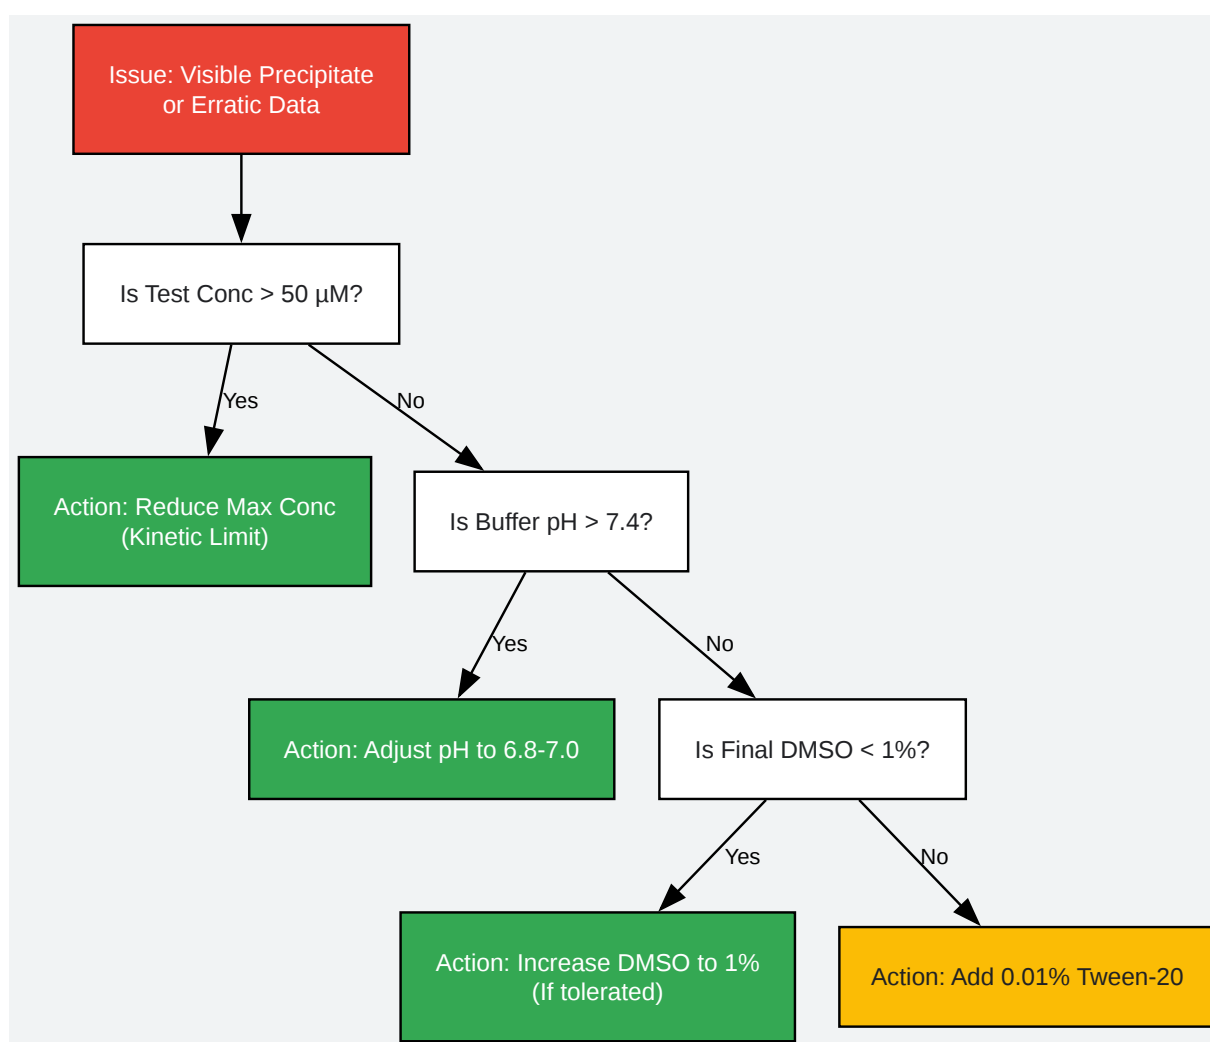 Issue: Visible Precipitate
or Erratic Data
Is Test Conc > 50 µM?
Yes
No
Action: Reduce Max Conc
(Kinetic Limit)
Is Buffer pH > 7.4?
Yes
No
Action: Adjust pH to 6.8-7.0
Is Final DMSO < 1%?
Yes
No
Action: Increase DMSO to 1%
(If tolerated)
Action: Add 0.01% Tween-20